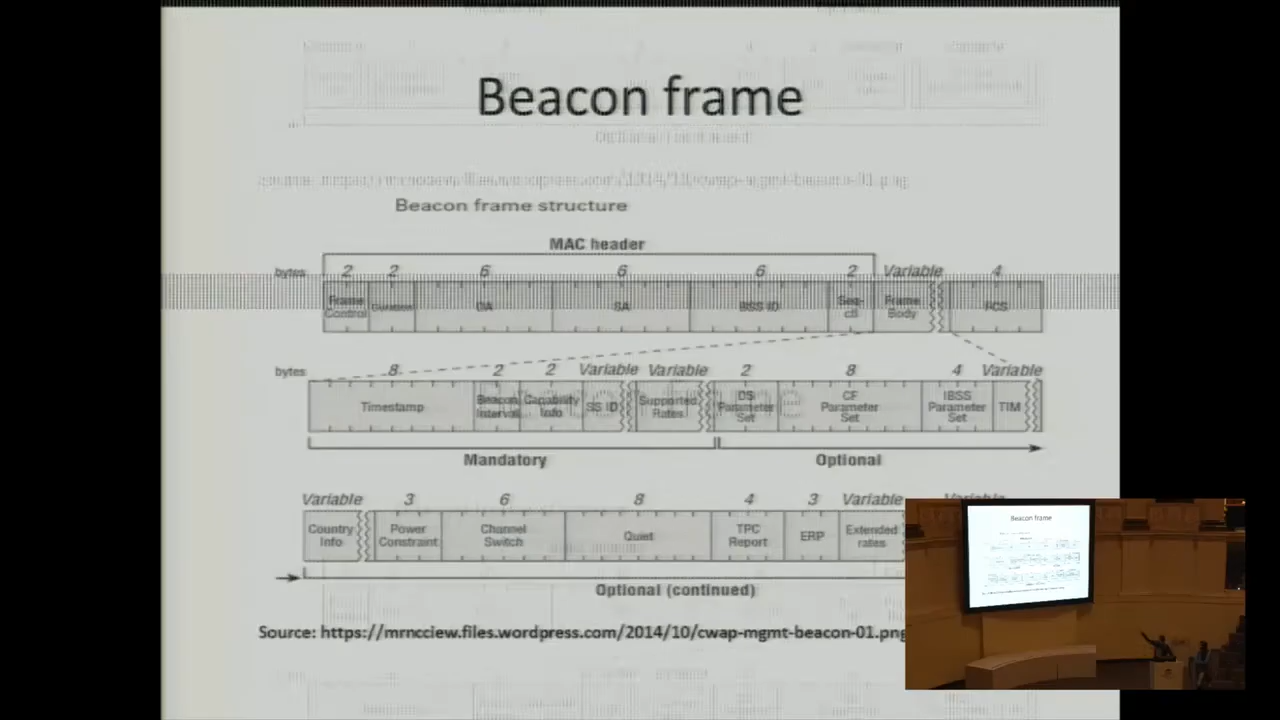 Beacon frame
Beacon frame structure
MAC header
bytes 2 2 6 6 6 2 Variable 4
Frame Control Duration DA SA BSS ID Seq-ctl Frame Body FCS
bytes 8 2 2 Variable Variable 2 8 4 Variable
Timestamp Beacon Interval Capability Info SS ID Supported Rates DS Parameter Set CF Parameter Set IBSS Parameter Set TIM
Mandatory Optional
Variable 3 6 8 4 3 Variable Variable
Country Info Power Constraint Channel Switch Quiet TPC Report ERP Extended rates
Optional (continued)
Source: https://mrncciew.files.wordpress.com/2014/10/cwap-mgmt-beacon-01.png
Beacon frame